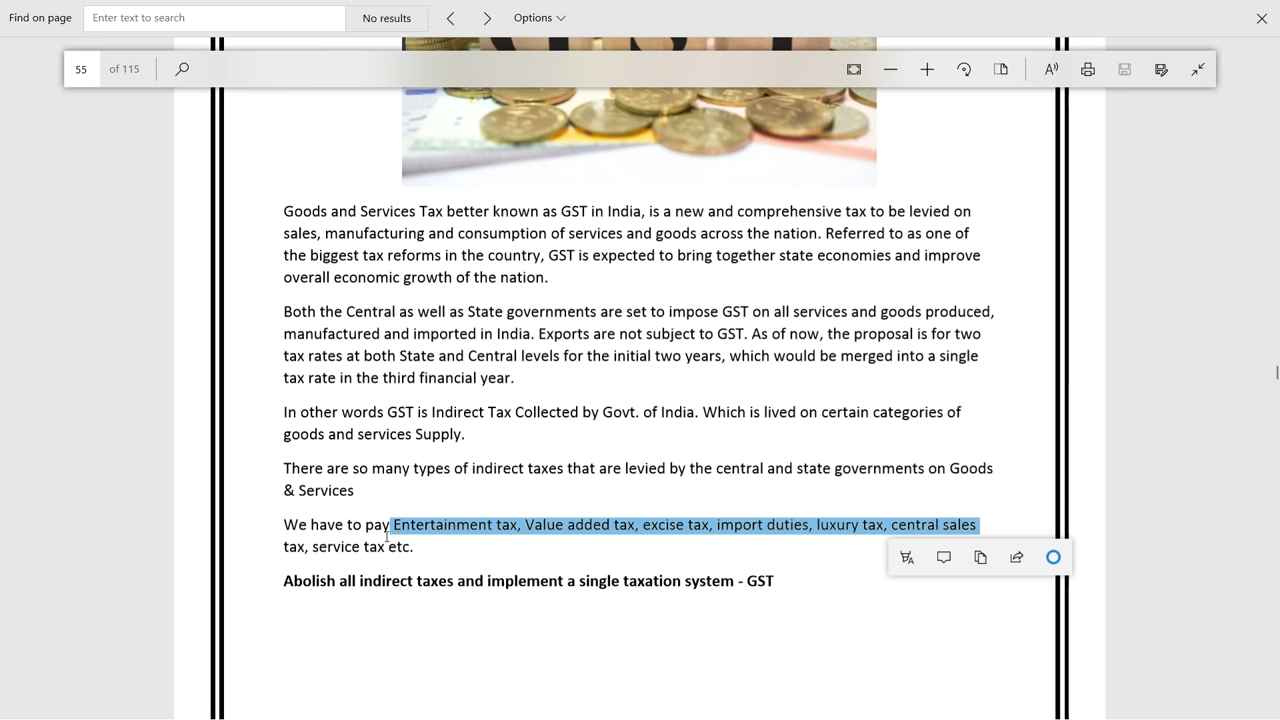 Find on page
Enter text to search
No results
Options
55 of 115
Goods and Services Tax better known as GST in India, is a new and comprehensive tax to be levied on
sales, manufacturing and consumption of services and goods across the nation. Referred to as one of
the biggest tax reforms in the country, GST is expected to bring together state economies and improve
overall economic growth of the nation.
Both the Central as well as State governments are set to impose GST on all services and goods produced,
manufactured and imported in India. Exports are not subject to GST. As of now, the proposal is for two
tax rates at both State and Central levels for the initial two years, which would be merged into a single
tax rate in the third financial year.
In other words GST is Indirect Tax Collected by Govt. of India. Which is lived on certain categories of
goods and services Supply.
There are so many types of indirect taxes that are levied by the central and state governments on Goods
& Services
We have to pay Entertainment tax, Value added tax, excise tax, import duties, luxury tax, central sales
tax, service tax etc.
Abolish all indirect taxes and implement a single taxation system - GST